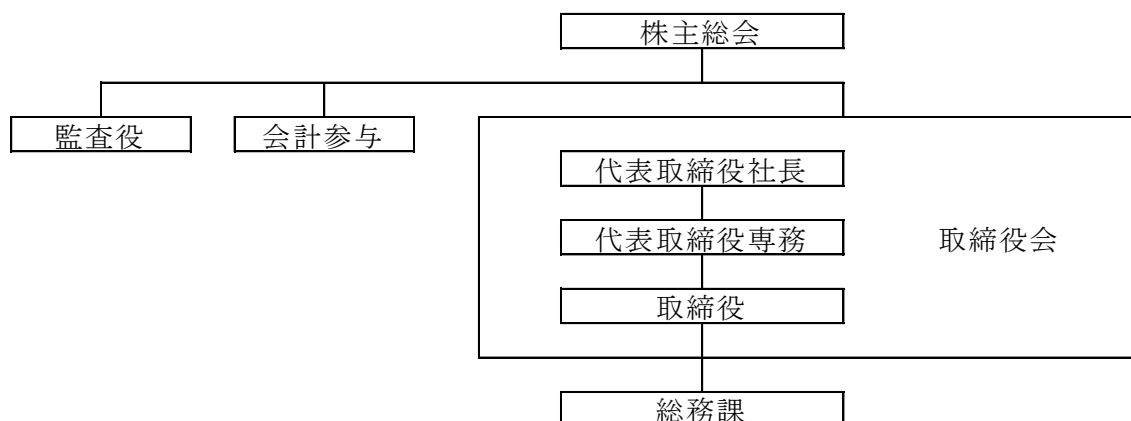 株主総会
監査役
会計参与
代表取締役社長
代表取締役専務
取締役会
取締役
総務課